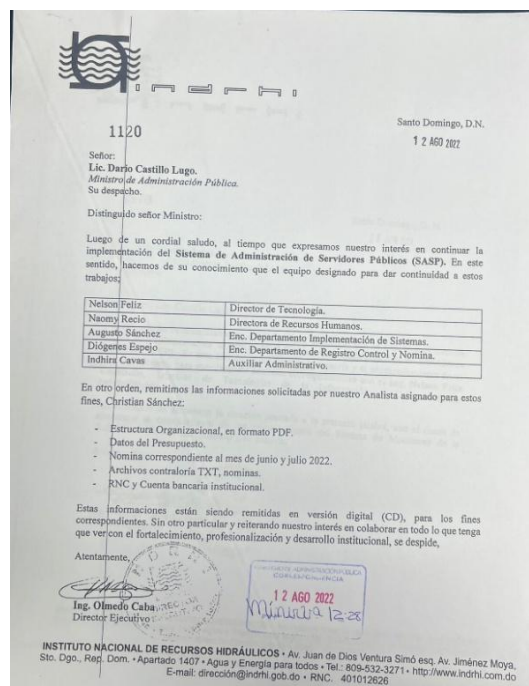 indrhi
Santo Domingo, D.N.
12 AGO 2022
1120
Señor:
Lic. Darío Castillo Lugo.
Ministro de Administración Pública.
Su despacho.
Distinguido señor Ministro:
Luego de un cordial saludo, al tiempo que expresamos nuestro interés en continuar la
implementación del Sistema de Administración de Servidores Públicos (SASP). En este
sentido, hacemos de su conocimiento que el equipo designado para dar continuidad a estos
trabajos;
Nelson Feliz Director de Tecnología.
Naomy Recio Directora de Recursos Humanos.
Augusto Sánchez Enc. Departamento Implementación de Sistemas.
Diógenes Espejo Enc. Departamento de Registro Control y Nomina.
Indhira Cavas Auxiliar Administrativo.
En otro orden, remitimos las informaciones solicitadas por nuestro Analista asignado para estos
fines, Christian Sánchez:
- Estructura Organizacional, en formato PDF.
- Datos del Presupuesto.
- Nomina correspondiente al mes de junio y julio 2022.
- Archivos contraloría TXT, nominas.
- RNC y Cuenta bancaria institucional.
Estas informaciones están siendo remitidas en versión digital (CD), para los fines
correspondientes. Sin otro particular y reiterando nuestro interés en colaborar en todo lo que tenga
que ver con el fortalecimiento, profesionalización y desarrollo institucional, se despide,
Atentamente,
Ing. Olmedo Caba
Director Ejecutivo
CORRESPONDENCIA
12 AGO 2022
12:28
INSTITUTO NACIONAL DE RECURSOS HIDRÁULICOS • Av. Juan de Dios Ventura Simó esq. Av. Jiménez Moya,
Sto. Dgo., Rep. Dom. • Apartado 1407 • Agua y Energía para todos • Tel.: 809-532-3271 • http://www.indrhi.com.do
E-mail: dirección@indrhi.gob.do • RNC. 401012626